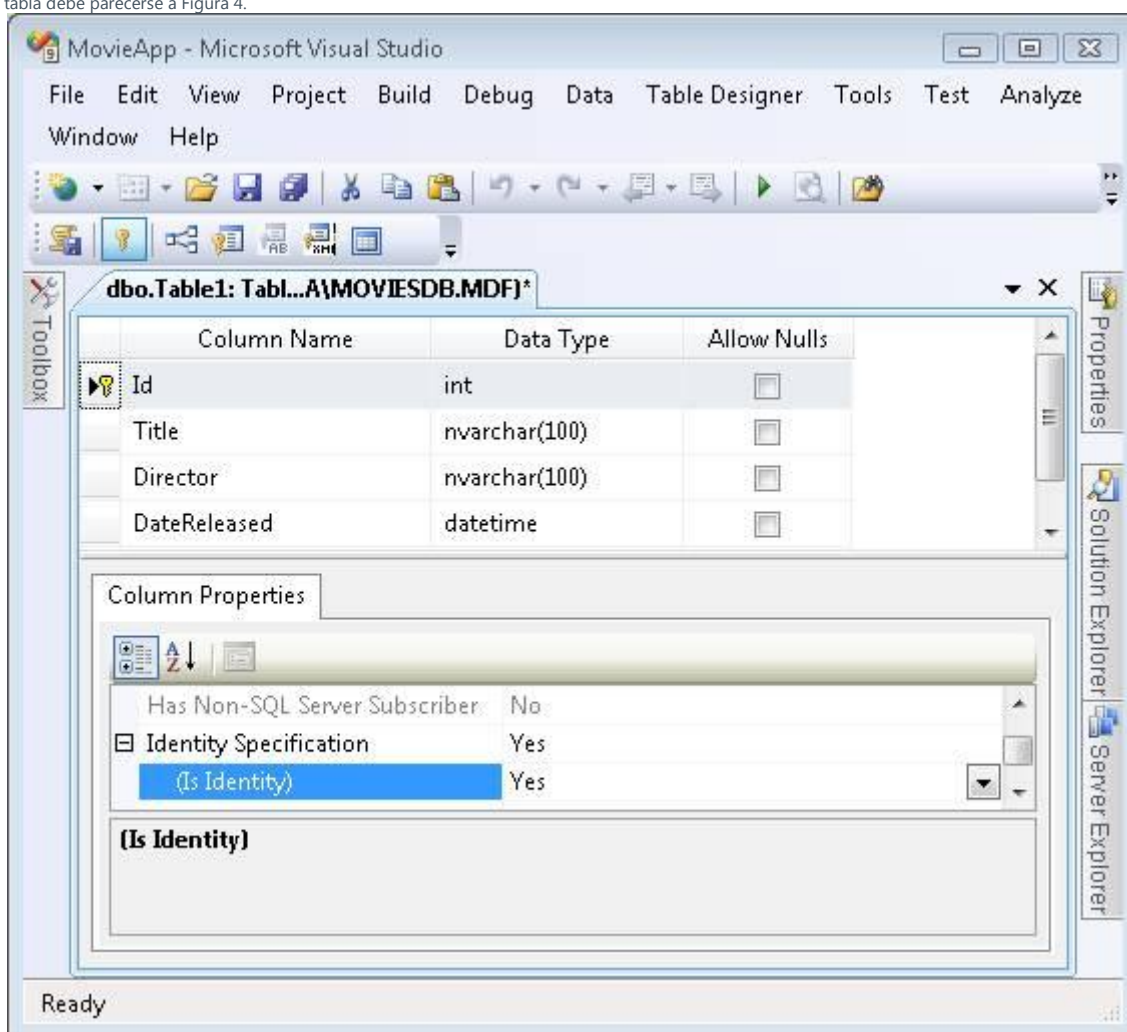 tabla debe parecerse a Figura 4.
MovieApp - Microsoft Visual Studio
File Edit View Project Build Debug Data Table Designer Tools Test Analyze
Window Help
dbo.Table1: Tabl...A\MOVIESDB.MDF)*
Toolbox
Column Name Data Type Allow Nulls
Id int
Title nvarchar(100)
Director nvarchar(100)
DateReleased datetime
Column Properties
Has Non-SQL Server Subscriber No
Identity Specification Yes
(Is Identity) Yes
(Is Identity)
Properties
Solution Explorer
Server Explorer
Ready